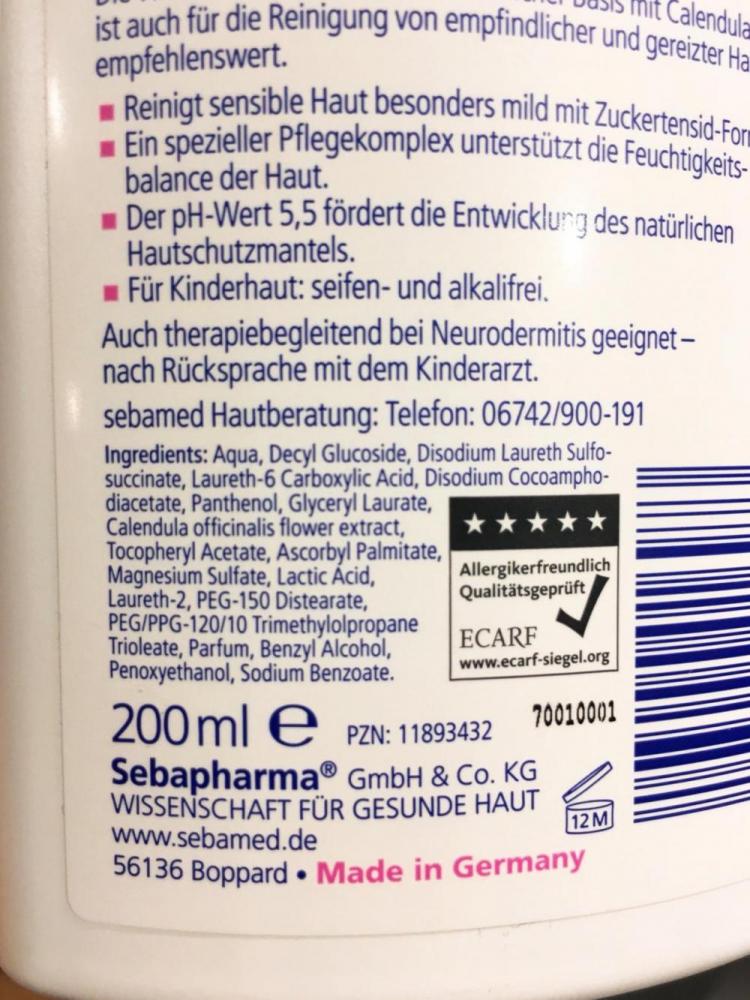 Basis mit Calendula
ist auch für die Reinigung von empfindlicher und gereizter Ha
empfehlenswert.
Reinigt sensible Haut besonders mild mit Zuckertensid-For
Ein spezieller Pflegekomplex unterstützt die Feuchtigkeits-
balance der Haut.
Der pH-Wert 5,5 fördert die Entwicklung des natürlichen
Hautschutzmantels.
Für Kinderhaut: seifen- und alkalifrei.
Auch therapiebegleitend bei Neurodermitis geeignet –
nach Rücksprache mit dem Kinderarzt.
sebamed Hautberatung: Telefon: 06742/900-191
Ingredients: Aqua, Decyl Glucoside, Disodium Laureth Sulfo-
succinate, Laureth-6 Carboxylic Acid, Disodium Cocoampho-
diacetate, Panthenol, Glyceryl Laurate,
Calendula officinalis flower extract,
Tocopheryl Acetate, Ascorbyl Palmitate,
Magnesium Sulfate, Lactic Acid,
Laureth-2, PEG-150 Distearate,
PEG/PPG-120/10 Trimethylolpropane
Trioleate, Parfum, Benzyl Alcohol,
Penoxyethanol, Sodium Benzoate.
Allergikerfreundlich
Qualitätsgeprüft
ECARF
www.ecarf-siegel.org
200 ml e PZN: 11893432
70010001
Sebapharma® GmbH & Co. KG
WISSENSCHAFT FÜR GESUNDE HAUT
12 M
www.sebamed.de
56136 Boppard • Made in Germany